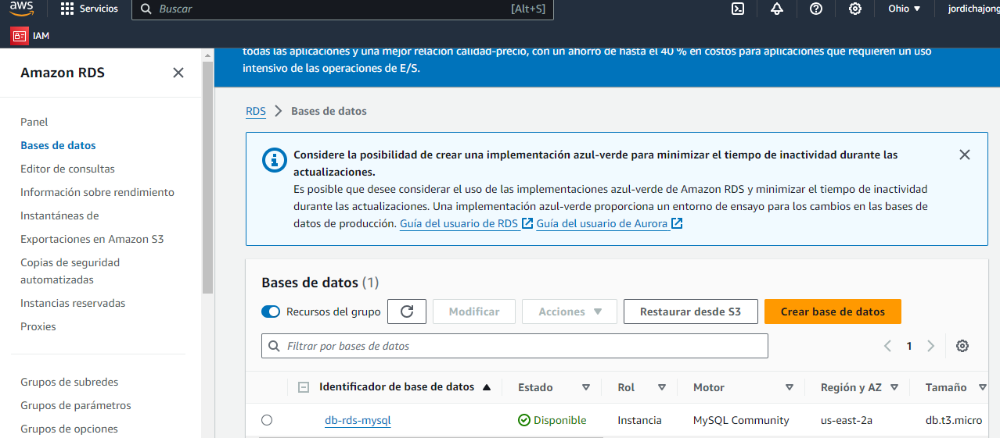 aws
Servicios
Buscar
[Alt+S]
Ohio
jordichajong
IAM
Amazon RDS
Panel
Bases de datos
Editor de consultas
Información sobre rendimiento
Instantáneas de
Exportaciones en Amazon S3
Copias de seguridad
automatizadas
Instancias reservadas
Proxies
Grupos de subredes
Grupos de parámetros
Grupos de opciones
todas las aplicaciones y una mejor relación calidad-precio, con un ahorro de hasta el 40 % en costos para aplicaciones que requieren un uso
intensivo de las operaciones de E/S.
RDS > Bases de datos
Considere la posibilidad de crear una implementación azul-verde para minimizar el tiempo de inactividad durante las
actualizaciones.
Es posible que desee considerar el uso de las implementaciones azul-verde de Amazon RDS y minimizar el tiempo de inactividad
durante las actualizaciones. Una implementación azul-verde proporciona un entorno de ensayo para los cambios en las bases de
datos de producción. Guía del usuario de RDS Guía del usuario de Aurora
Bases de datos (1)
Recursos del grupo
Modificar
Acciones
Restaurar desde S3
Crear base de datos
Filtrar por bases de datos
1
Identificador de base de datos Estado Rol Motor Región y AZ Tamaño
db-rds-mysql Disponible Instancia MySQL Community us-east-2a db.t3.micro